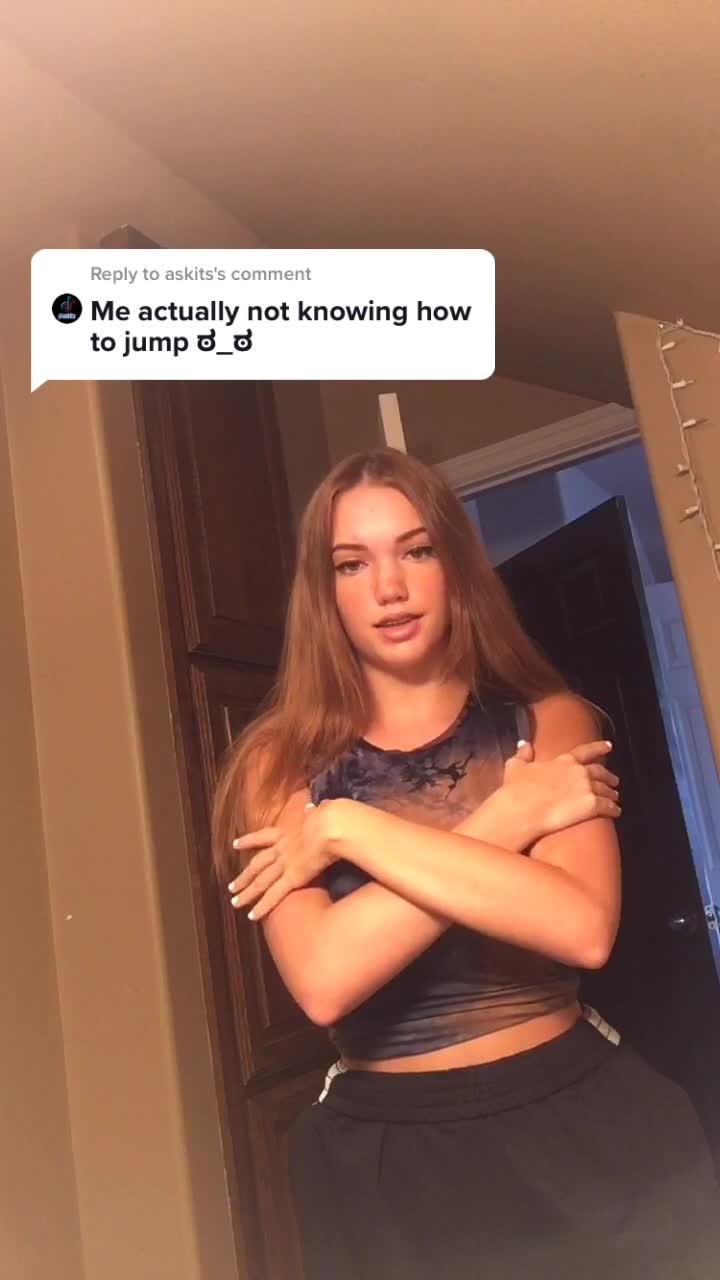 Reply to askits's comment
Me actually not knowing how
to jump ಠ_ಠ